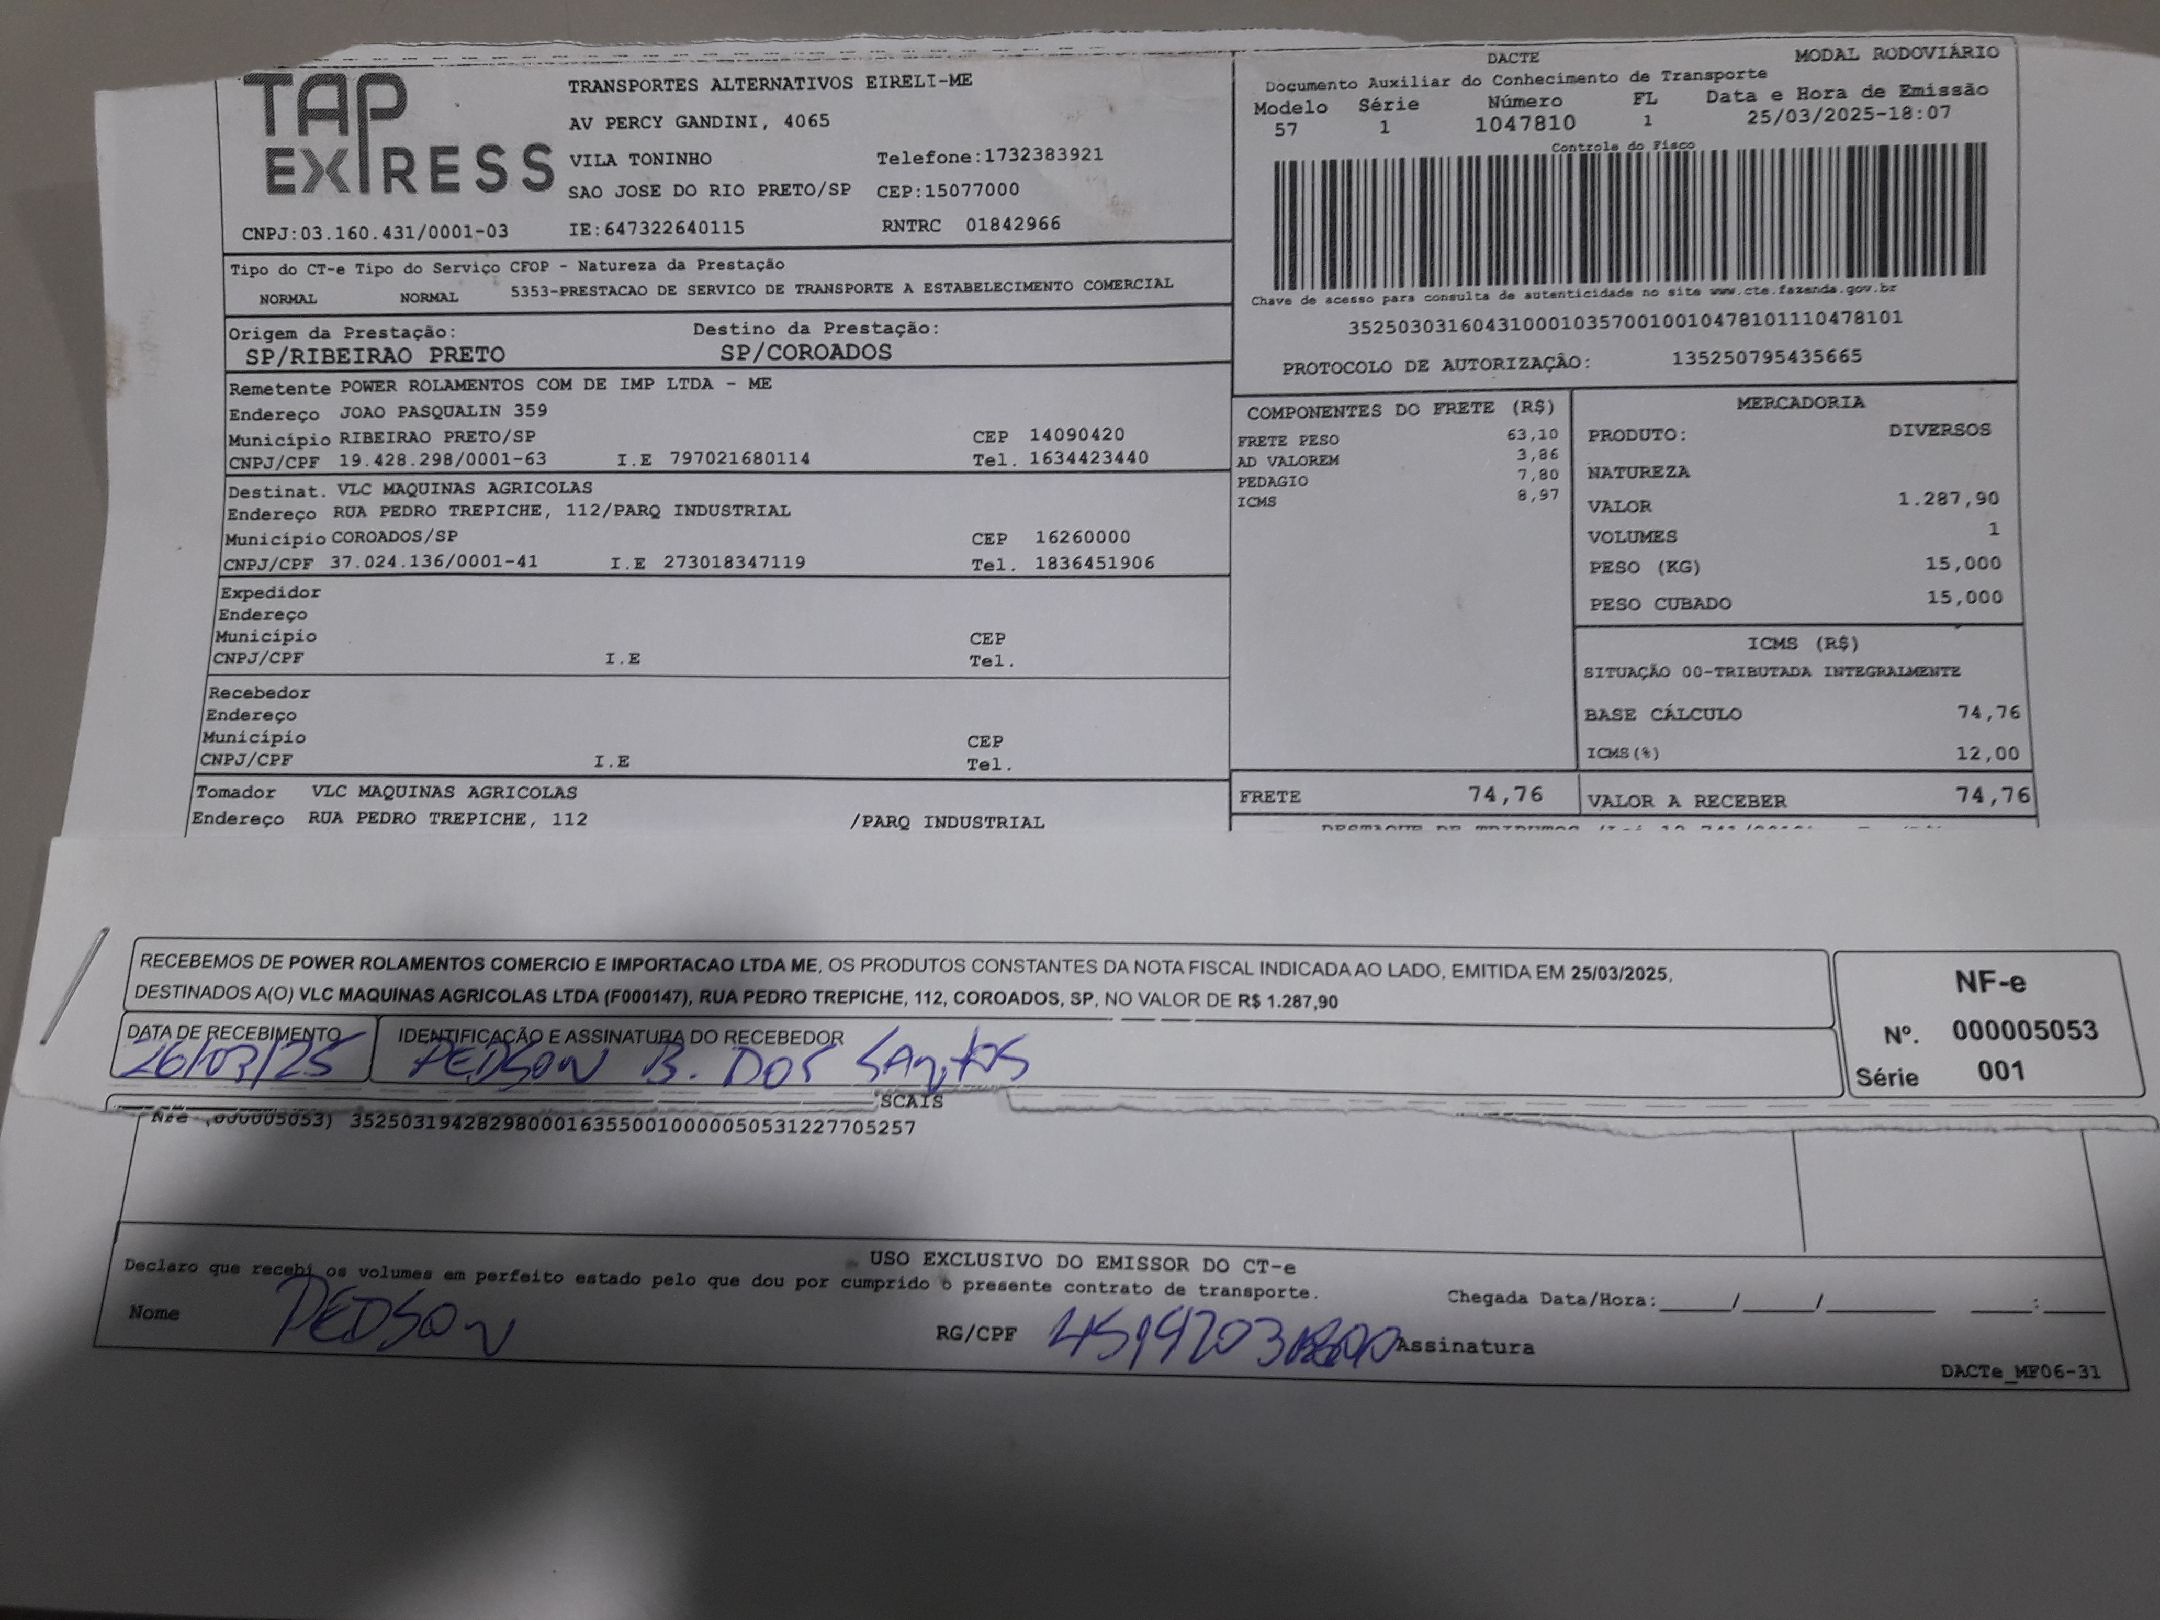 TAP EXPRESS
TRANSPORTES ALTERNATIVOS EIRELI-ME
AV PERCY GANDINI, 4065
VILA TONINHO Telefone:1732383921
SAO JOSE DO RIO PRETO/SP CEP:15077000
CNPJ:03.160.431/0001-03 IE:647322640115 RNTRC 01842966
DACTE MODAL RODOVIÁRIO
Documento Auxiliar do Conhecimento de Transporte
Modelo Série Número FL Data e Hora de Emissão
57 1 1047810 1 25/03/2025-18:07
Controle do Fisco
Chave de acesso para consulta de autenticidade no site www.cte.fazenda.gov.br
35250303160431000103570010010478101110478101
PROTOCOLO DE AUTORIZAÇÃO: 135250795435665
Tipo do CT-e Tipo do Serviço CFOP - Natureza da Prestação
NORMAL NORMAL 5353-PRESTACAO DE SERVICO DE TRANSPORTE A ESTABELECIMENTO COMERCIAL
Origem da Prestação: Destino da Prestação:
SP/RIBEIRAO PRETO SP/COROADOS
Remetente POWER ROLAMENTOS COM DE IMP LTDA - ME
Endereço JOAO PASQUALIN 359
Município RIBEIRAO PRETO/SP CEP 14090420
CNPJ/CPF 19.428.298/0001-63 I.E 797021680114 Tel. 1634423440
Destinat. VLC MAQUINAS AGRICOLAS
Endereço RUA PEDRO TREPICHE, 112/PARQ INDUSTRIAL
Município COROADOS/SP CEP 16260000
CNPJ/CPF 37.024.136/0001-41 I.E 273018347119 Tel. 1836451906
Expedidor
Endereço
Município CEP
CNPJ/CPF I.E Tel.
Recebedor
Endereço
Município CEP
CNPJ/CPF I.E Tel.
Tomador VLC MAQUINAS AGRICOLAS
Endereço RUA PEDRO TREPICHE, 112 /PARQ INDUSTRIAL
COMPONENTES DO FRETE (R$)
FRETE PESO 63,10
AD VALOREM 3,86
PEDAGIO 7,80
ICMS 8,97
MERCADORIA
PRODUTO: DIVERSOS
NATUREZA
VALOR 1.287,90
VOLUMES 1
PESO (KG) 15,000
PESO CUBADO 15,000
ICMS (R$)
SITUAÇÃO 00-TRIBUTADA INTEGRALMENTE
BASE CÁLCULO 74,76
ICMS(%) 12,00
FRETE 74,76 VALOR A RECEBER 74,76
RECEBEMOS DE POWER ROLAMENTOS COMERCIO E IMPORTACAO LTDA ME, OS PRODUTOS CONSTANTES DA NOTA FISCAL INDICADA AO LADO, EMITIDA EM 25/03/2025,
DESTINADOS A(O) VLC MAQUINAS AGRICOLAS LTDA (F000147), RUA PEDRO TREPICHE, 112, COROADOS, SP, NO VALOR DE R$ 1.287,90
DATA DE RECEBIMENTO IDENTIFICAÇÃO E ASSINATURA DO RECEBEDOR
26/03/25 PEDSON B. DOS SANTOS
NF-e
Nº. 000005053
Série 001
SCAIS
Nfe (000005053) 35250319428298000163550010000050531227705257
USO EXCLUSIVO DO EMISSOR DO CT-e
Declaro que recebi os volumes em perfeito estado pelo que dou por cumprido o presente contrato de transporte.
Chegada Data/Hora:____/____/________ ____:____
Nome PEDSON RG/CPF Assinatura
DACTe_MF06-31